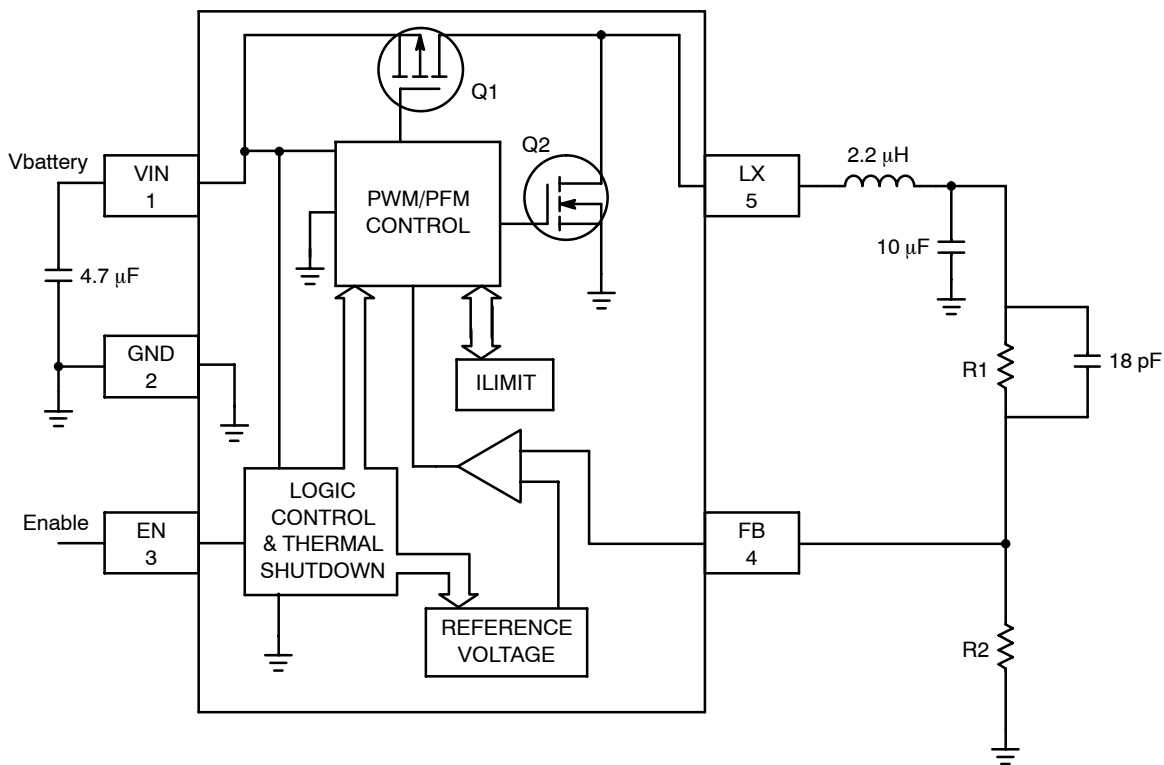 Q1
Q2
Vbattery
VIN
1
PWM/PFM
CONTROL
LX
5
2.2 μH
10 μF
4.7 μF
GND
2
ILIMIT
R1
18 pF
Enable
EN
3
LOGIC
CONTROL
& THERMAL
SHUTDOWN
FB
4
REFERENCE
VOLTAGE
R2